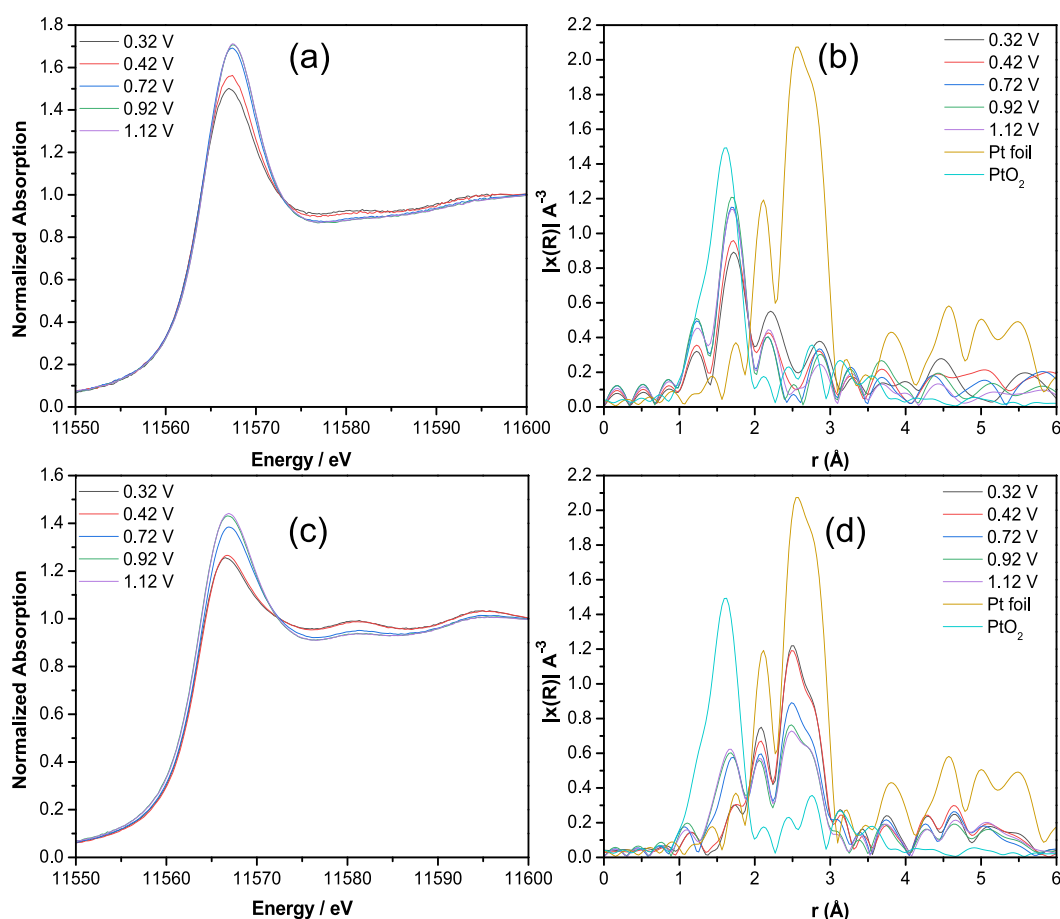 (a)
0.32 V
0.42 V
0.72 V
0.92 V
1.12 V
Normalized Absorption
1.8
1.6
1.4
1.2
1.0
0.8
0.6
0.4
0.2
0.0
11550 11560 11570 11580 11590 11600
Energy / eV
(b)
0.32 V
0.42 V
0.72 V
0.92 V
1.12 V
Pt foil
PtO₂
|x(R)| A⁻³
2.2
2.0
1.8
1.6
1.4
1.2
1.0
0.8
0.6
0.4
0.2
0.0
0 1 2 3 4 5 6
r (Å)
(c)
0.32 V
0.42 V
0.72 V
0.92 V
1.12 V
Normalized Absorption
1.6
1.4
1.2
1.0
0.8
0.6
0.4
0.2
0.0
11550 11560 11570 11580 11590 11600
Energy / eV
(d)
0.32 V
0.42 V
0.72 V
0.92 V
1.12 V
Pt foil
PtO₂
|x(R)| A⁻³
2.2
2.0
1.8
1.6
1.4
1.2
1.0
0.8
0.6
0.4
0.2
0.0
0 1 2 3 4 5 6
r (Å)